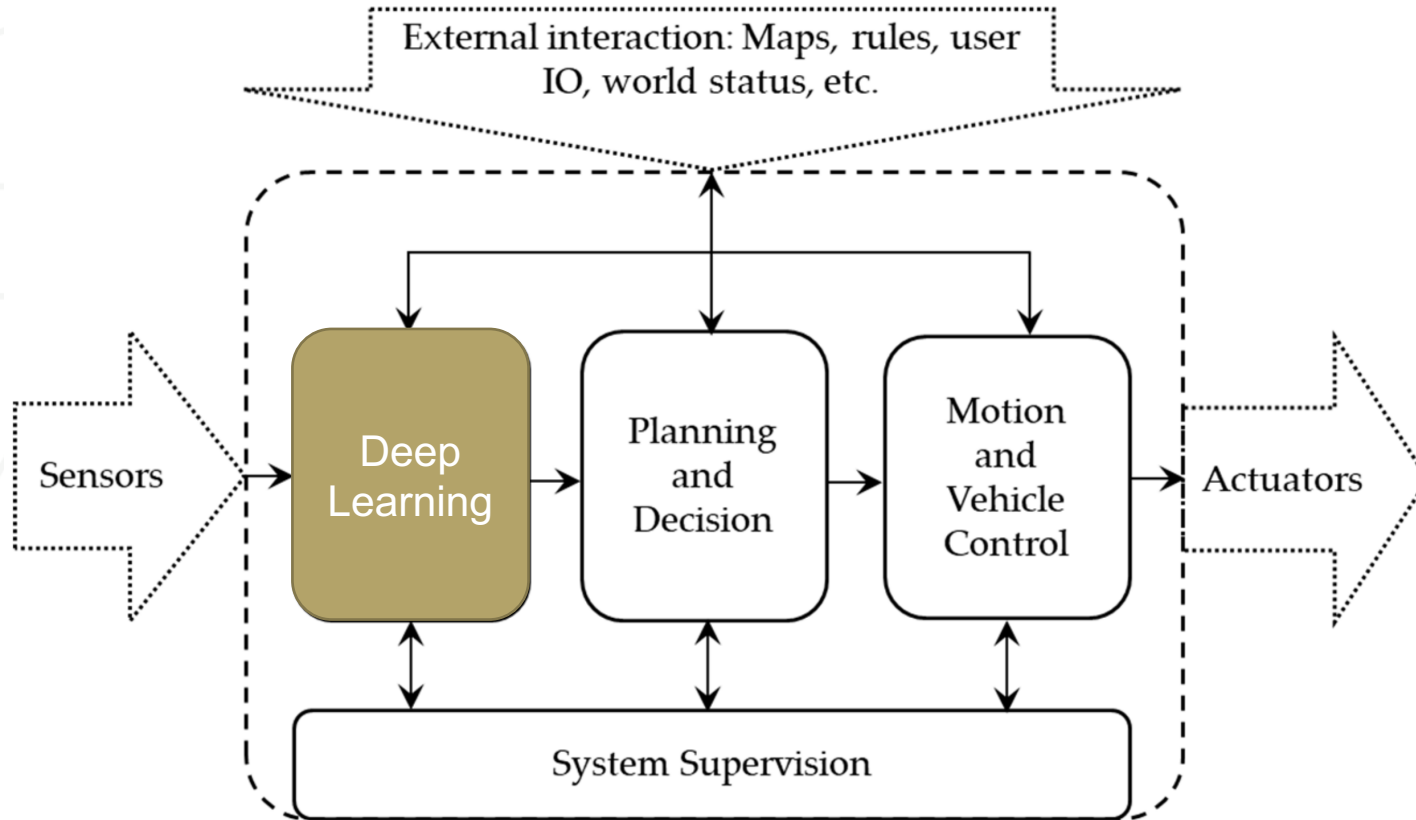 External interaction: Maps, rules, user
IO, world status, etc.
Sensors
Deep
Learning
Planning
and
Decision
Motion
and
Vehicle
Control
Actuators
System Supervision